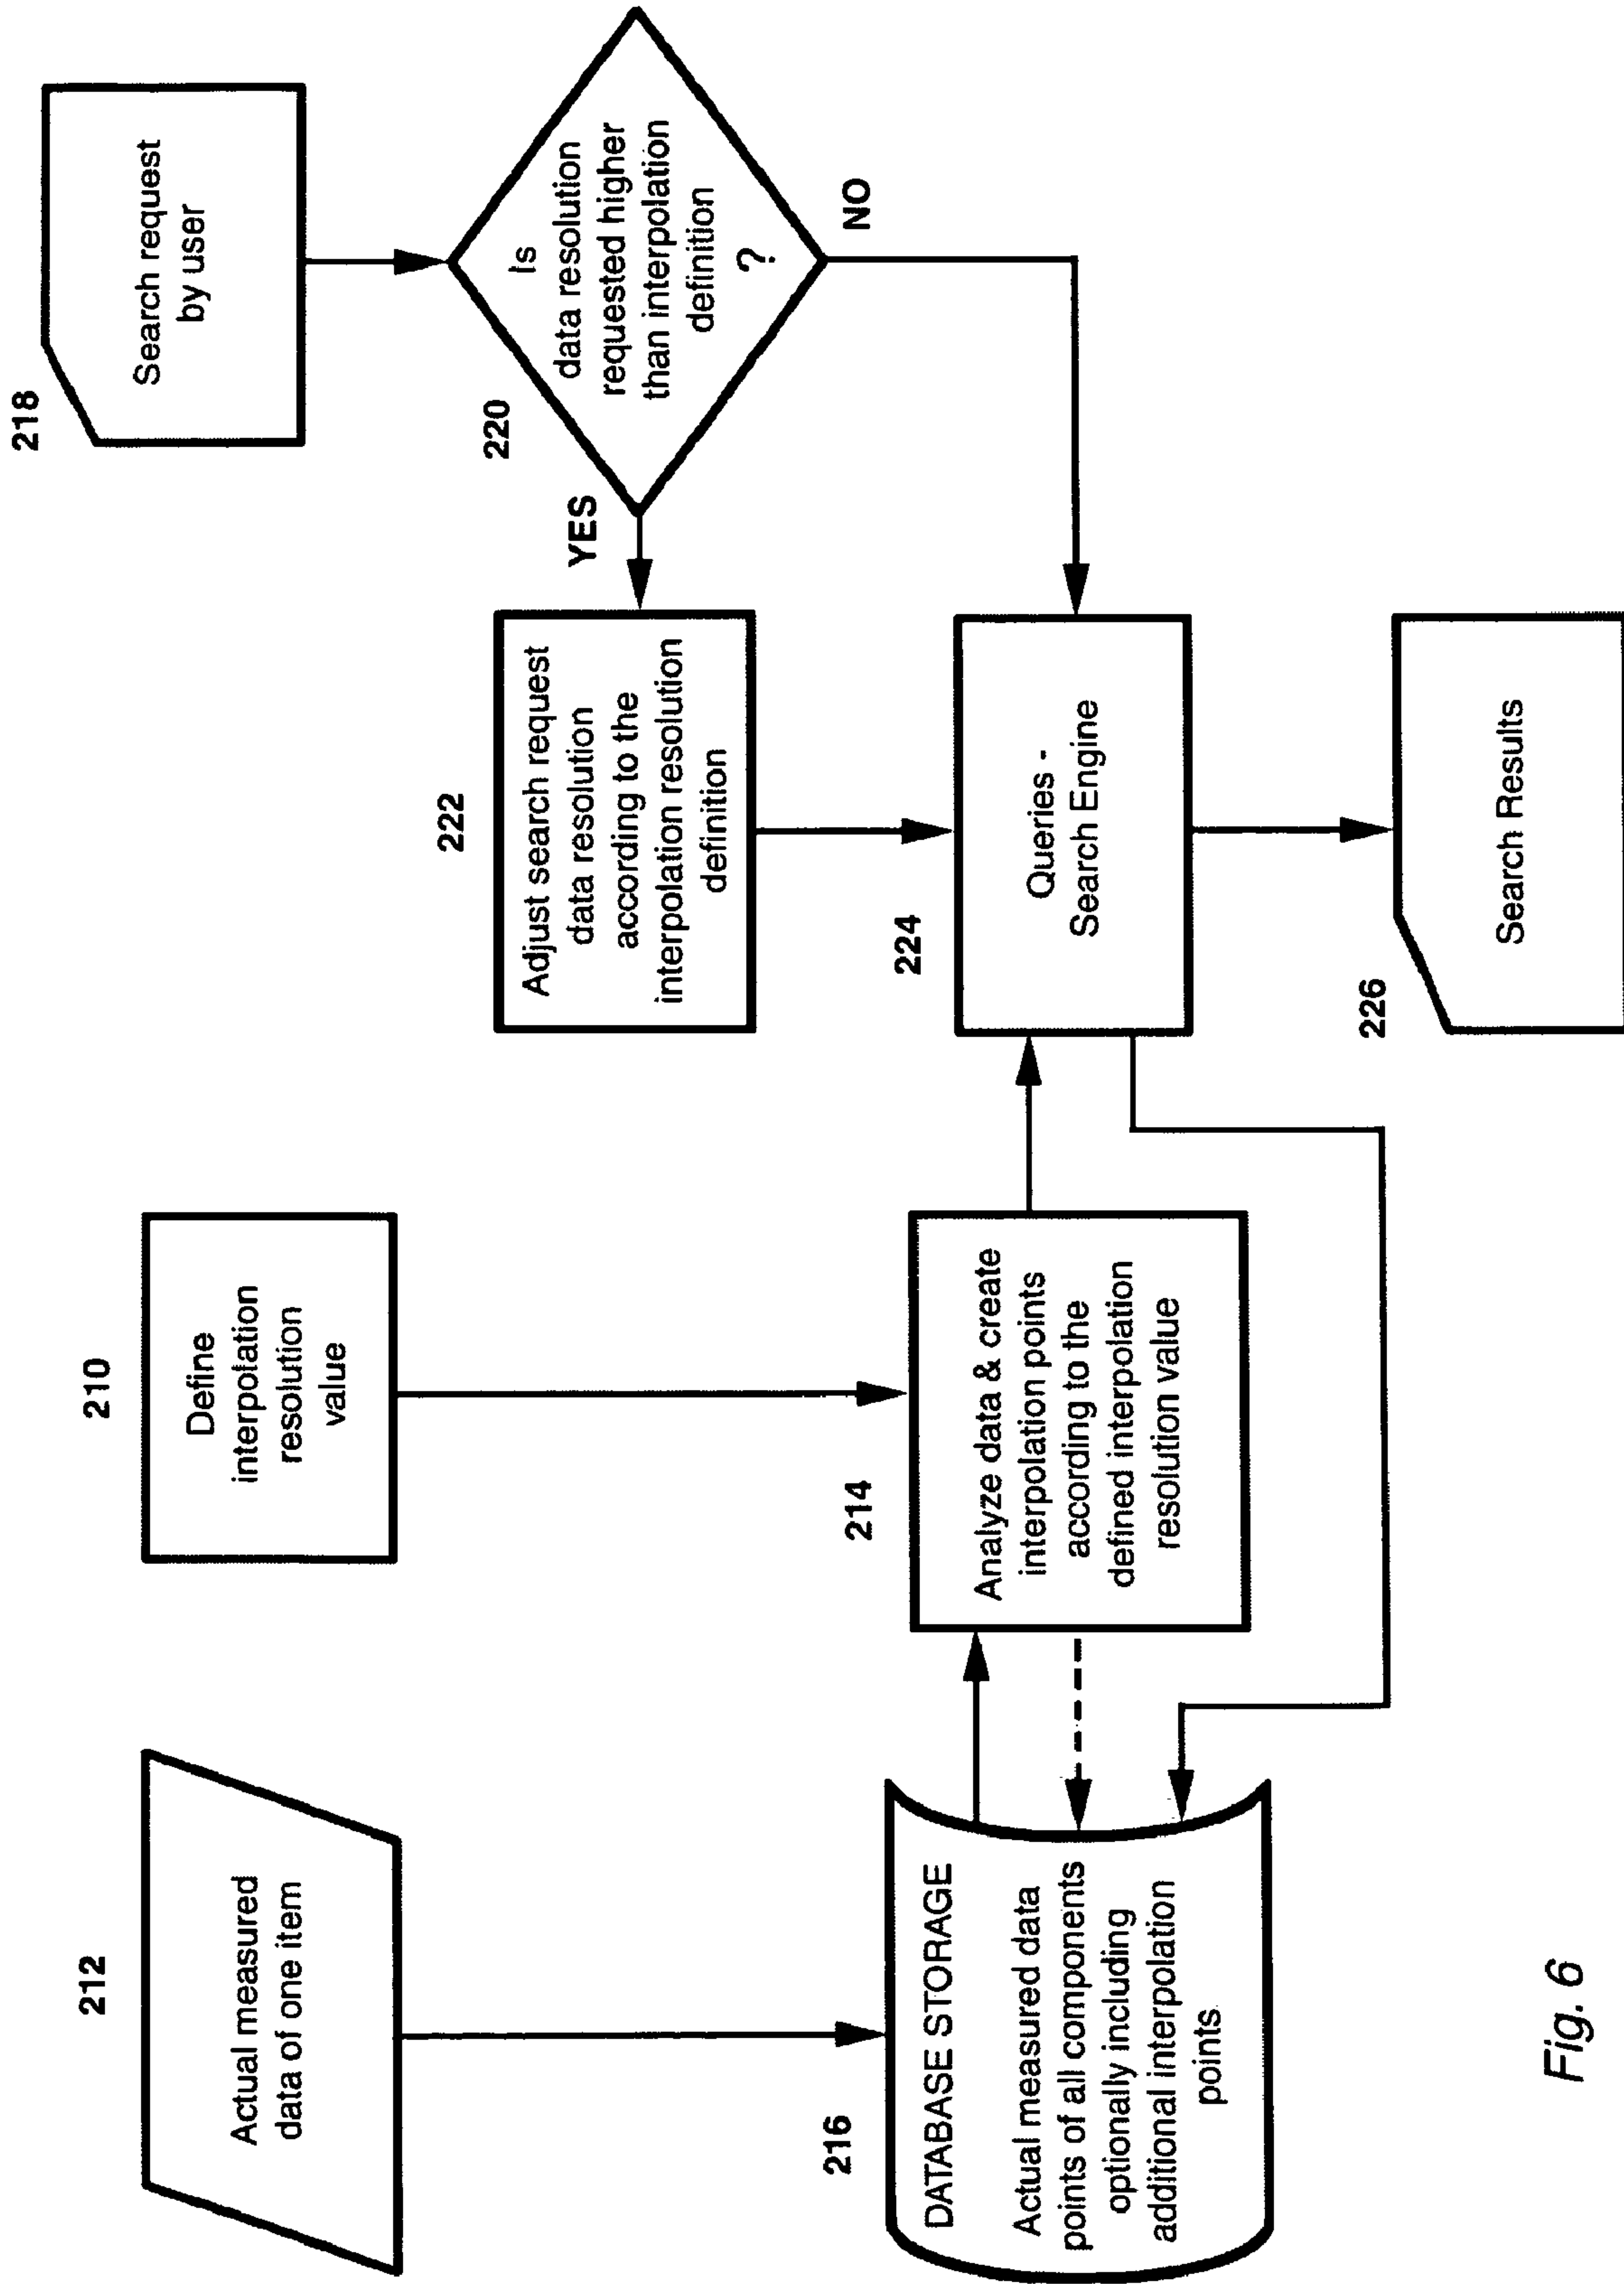 212
Actual measured
data of one item
210
Define
interpotation
resolution
value
218
Search request
by user
220
Is
data resolution
requested higher
than interpolation
definition
?
YES
NO
222
Adjust search request
data resolution
according to the
interpolation resolution
definition
216
DATABASE STORAGE
Actual measured data
points of all components
optionally including
additional interpolation
points
214
Analyze data & create
interpolation points
according to the
defined interpolation
resolution value
224
Queries -
Search Engine
226
Search Results
Fig. 6